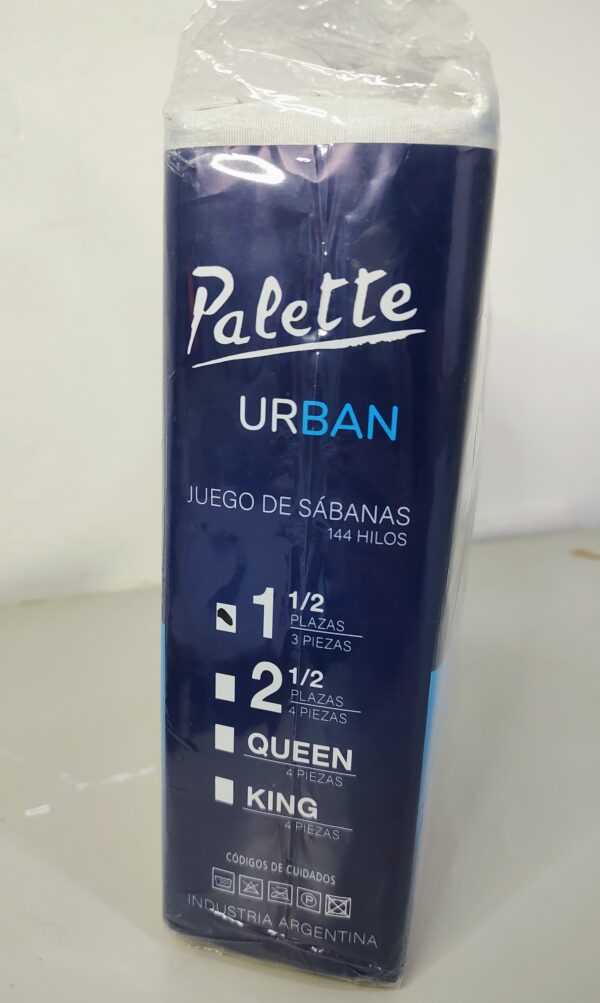 Palette
URBAN
JUEGO DE SÁBANAS
144 HILOS
1 1/2
PLAZAS
3 PIEZAS
2 1/2
PLAZAS
4 PIEZAS
QUEEN
4 PIEZAS
KING
4 PIEZAS
CÓDIGOS DE CUIDADOS
P
INDUSTRIA ARGENTINA